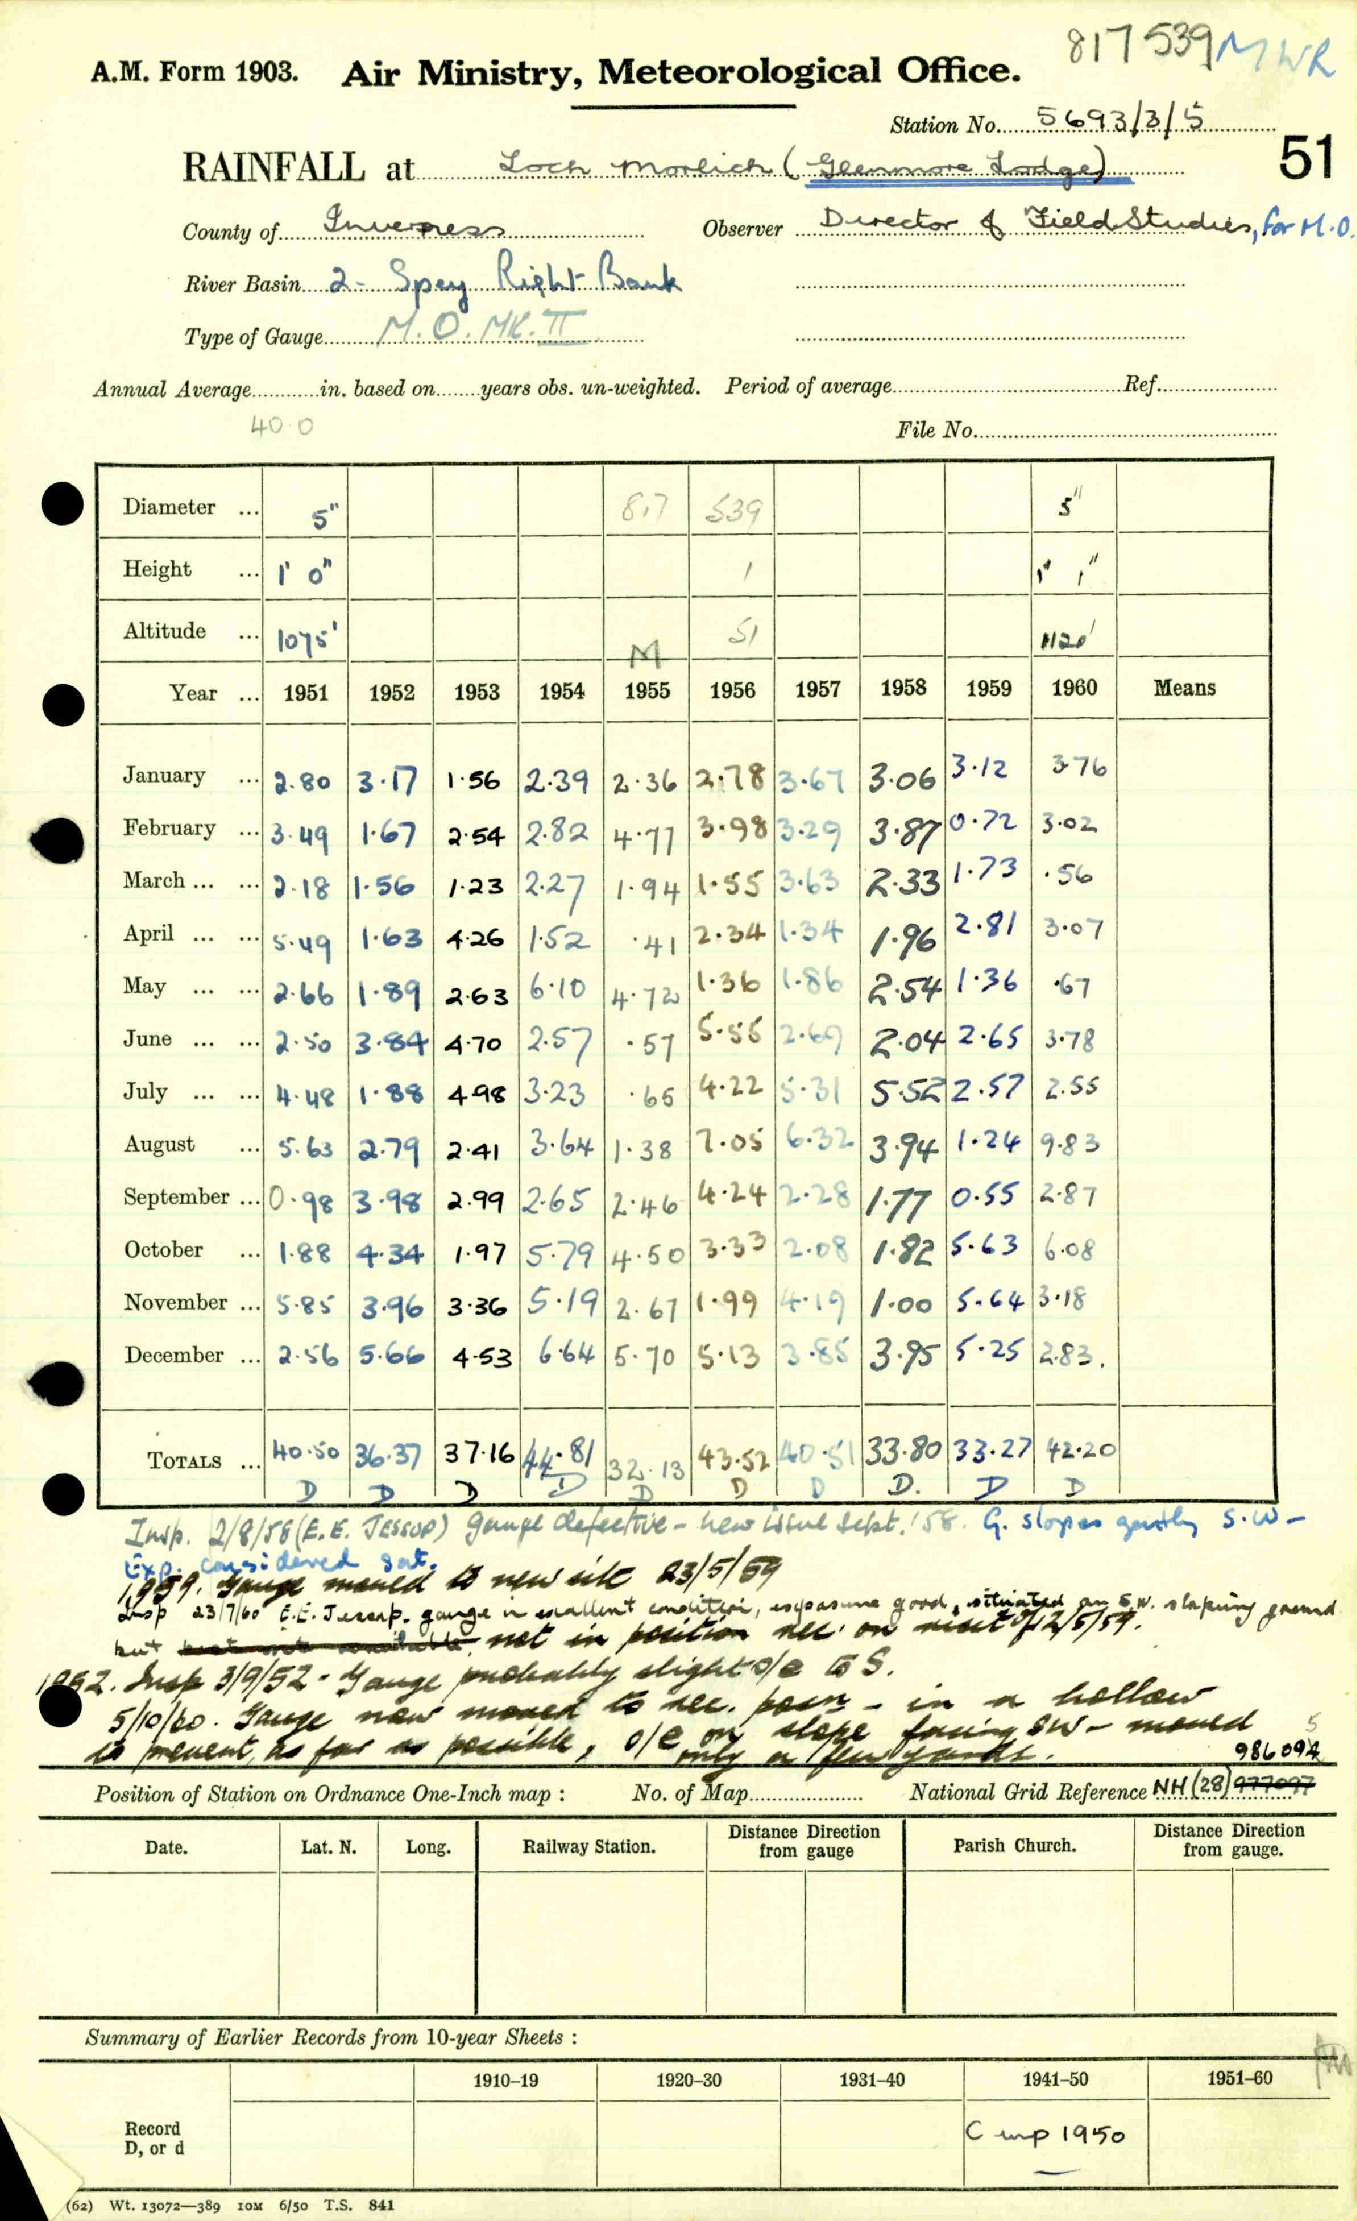 817 539 M WR
A.M. Form 1903. Air Ministry, Meteorological Office.
Station No. 5693/3/5
RAINFALL at Loch Morlich (Glenmore Lodge) 51
County of Inverness Observer Director of Field Studies, for M.O.
River Basin 2- Spey Right Bank
Type of Gauge M.O. MK. II
Annual Average in. based on years obs. un-weighted. Period of average Ref.
40.0
File No.
Diameter ... 5" 817 539 5"
Height ... 1' 0" 1 1' 1"
Altitude ... 1075' M 51 1120'
Year ... 1951 1952 1953 1954 1955 1956 1957 1958 1959 1960 Means
January ... 2.80 3.17 1.56 2.39 2.36 2.78 3.67 3.06 3.12 3.76
February ... 3.49 1.67 2.54 2.82 4.77 3.98 3.29 3.87 0.72 3.02
March ... ... 2.18 1.56 1.23 2.27 1.94 1.55 3.63 2.33 1.73 .56
April ... ... 5.49 1.63 4.26 1.52 .41 2.34 1.34 1.96 2.81 3.07
May ... ... 2.66 1.89 2.63 6.10 4.72 1.36 1.86 2.54 1.36 .67
June ... ... 2.50 3.84 4.70 2.57 .57 5.55 2.69 2.04 2.65 3.78
July ... ... 4.48 1.88 4.98 3.23 .65 4.22 5.31 5.52 2.57 2.55
August ... 5.63 2.79 2.41 3.64 1.38 7.05 6.32 3.94 1.24 9.83
September ... 0.98 3.98 2.99 2.65 2.46 4.24 2.28 1.77 0.55 2.87
October ... 1.88 4.34 1.97 5.79 4.50 3.33 2.08 1.82 5.63 6.08
November ... 5.85 3.96 3.36 5.19 2.67 1.99 4.19 1.00 5.64 3.18
December ... 2.56 5.66 4.53 6.64 5.70 5.13 3.85 3.95 5.25 2.83.
TOTALS ... 40.50 36.37 37.16 44.81 32.13 43.52 40.51 33.80 33.27 42.20
D D D D D D D D. D D
Insp. 2/8/58 (E.E. JESSUP) gauge defective - new issue Sept. '58. G. slopes gently S.W -
Exp. considered sat.
1959. Gauge moved to new site 23/5/59
Insp 23/7/60 E.E. Jessup. gauge in excellent condition, exposure good, situated on S.W. sloping ground
but not in position rec. on visit of 12/5/59.
1952. Insp 3/9/52 - Gauge probably slight o/e to S.
5/10/60. Gauge now moved to rec. posn - in a hollow
to prevent, as far as possible, o/e on slope facing SW - moved
only a few yards.
986094 5
Position of Station on Ordnance One-Inch map : No. of Map National Grid Reference NH (28) 977097
Date. Lat. N. Long. Railway Station. Distance Direction from gauge Parish Church. Distance Direction from gauge.
Summary of Earlier Records from 10-year Sheets :
1910–19 1920–30 1931–40 1941–50 1951–60
Record
D, or d
C 1950
(62) Wt. 13072—389 10M 6/50 T.S. 841